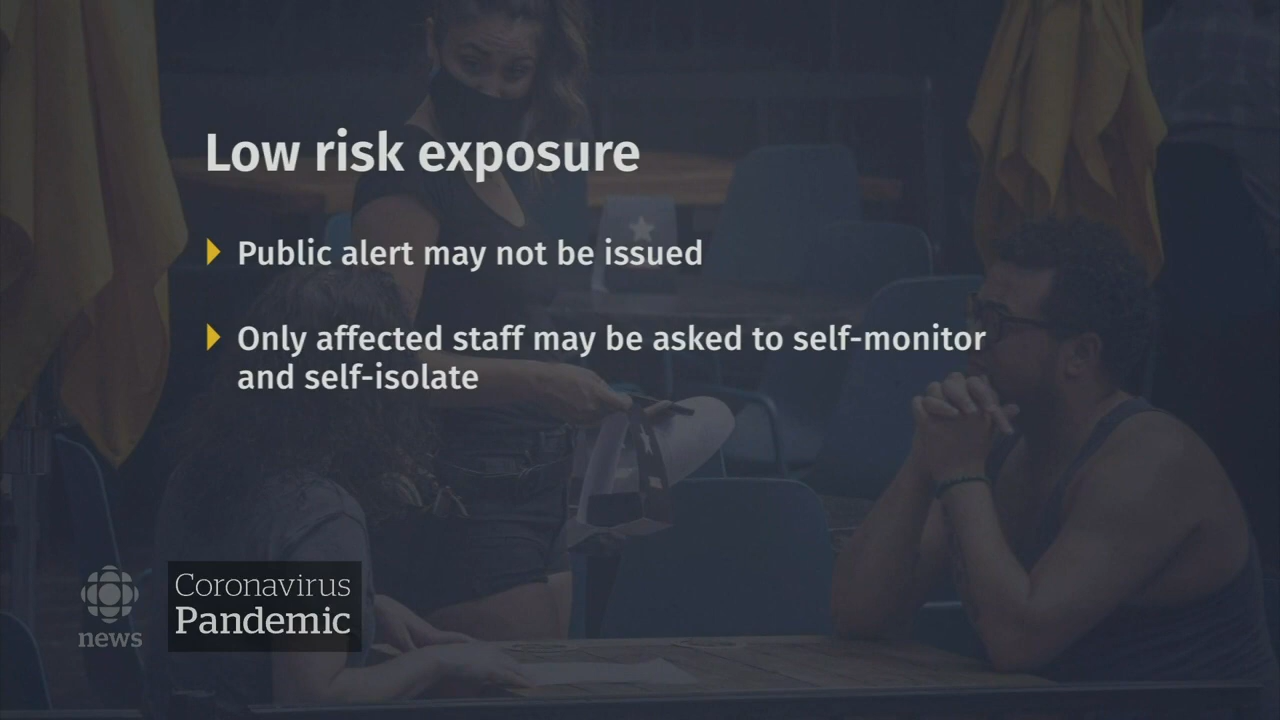 Low risk exposure
Public alert may not be issued
Only affected staff may be asked to self-monitor
and self-isolate
Coronavirus
Pandemic
news